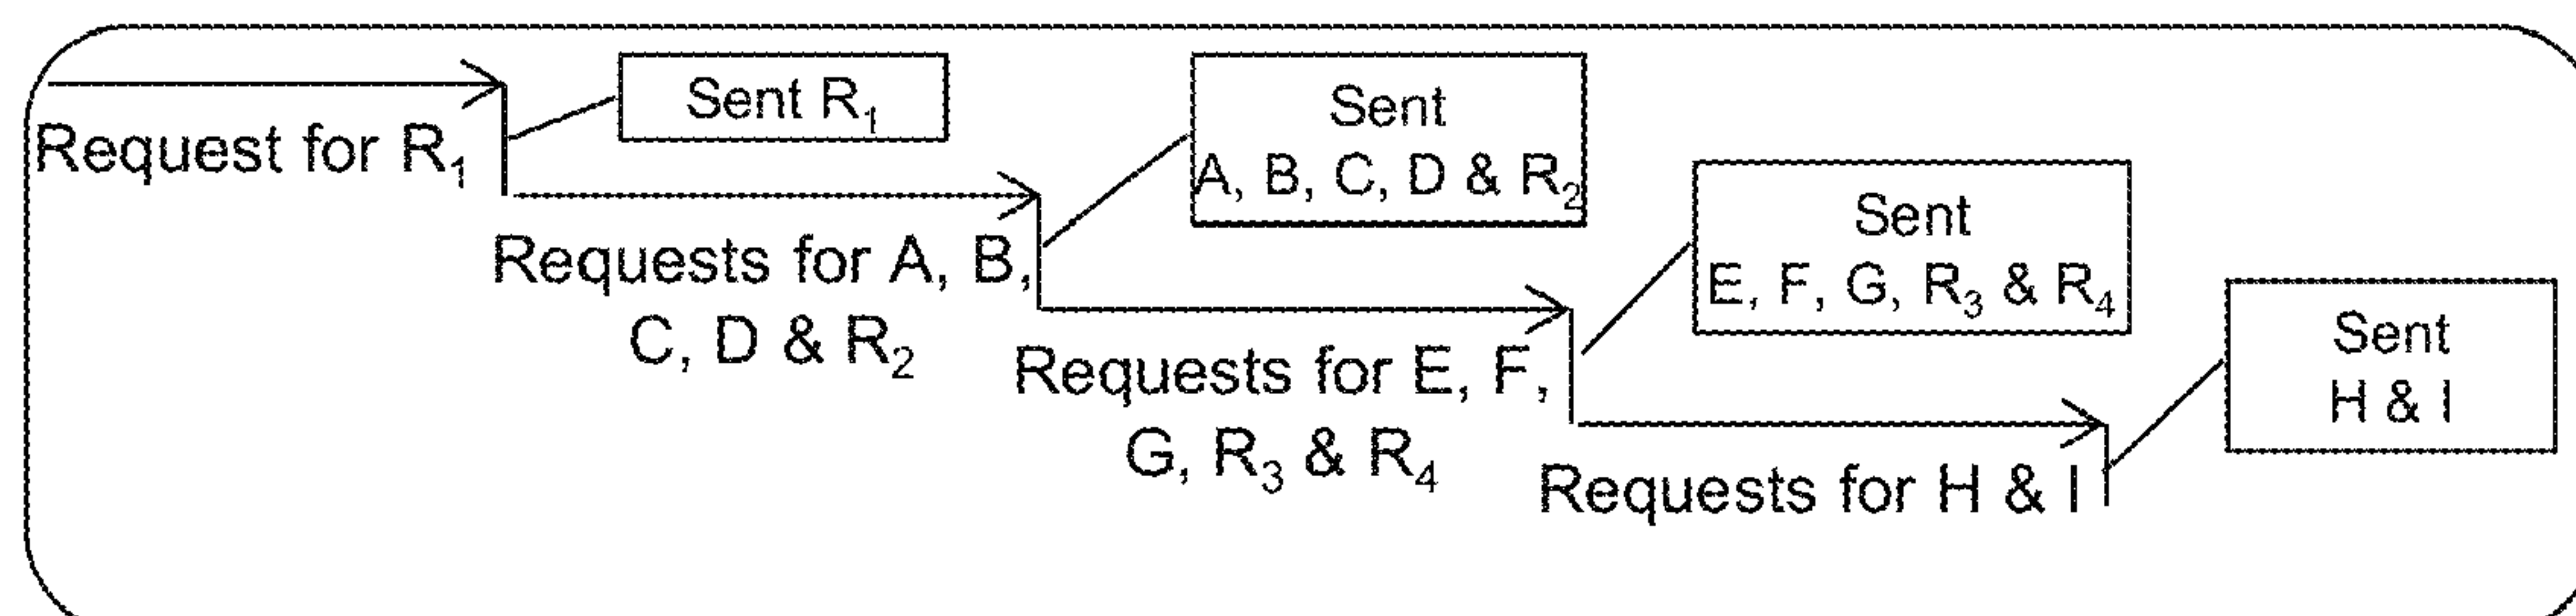 Request for R₁
Sent R₁
Requests for A, B,
C, D & R₂
Sent
A, B, C, D & R₂
Requests for E, F,
G, R₃ & R₄
Sent
E, F, G, R₃ & R₄
Requests for H & I
Sent
H & I